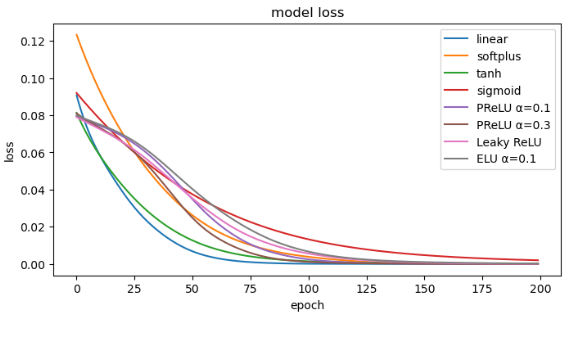 model loss
0.12
0.10
0.08
0.06
0.04
0.02
0.00
loss
linear
softplus
tanh
sigmoid
PReLU α=0.1
PReLU α=0.3
Leaky ReLU
ELU α=0.1
0 25 50 75 100 125 150 175 200
epoch